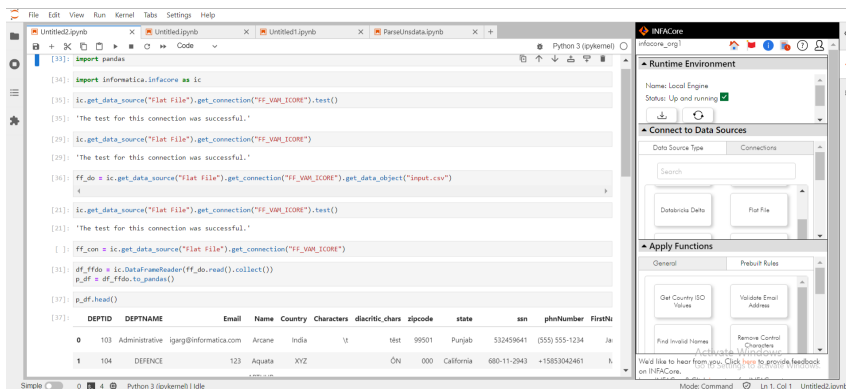 File Edit View Run Kernel Tabs Settings Help
Untitled2.ipynb
Untitled.ipynb
Untitled1.ipynb
ParseUnsdata.ipynb
Code
Python 3 (ipykernel)
[33]: import pandas
[34]: import informatica.infacore as ic
[35]: ic.get_data_source("Flat File").get_connection("FF_VAM_ICORE").test()
[35]: 'The test for this connection was successful.'
[29]: ic.get_data_source("Flat File").get_connection("FF_VAM_ICORE")
[29]: 'The test for this connection was successful.'
[36]: ff_do = ic.get_data_source("Flat File").get_connection("FF_VAM_ICORE").get_data_object("input.csv")
[21]: ic.get_data_source("Flat File").get_connection("FF_VAM_ICORE").test()
[21]: 'The test for this connection was successful.'
[ ]: ff_con = ic.get_data_source("Flat File").get_connection("FF_VAM_ICORE")
[31]: df_ffdo = ic.DataFrameReader(ff_do.read().collect())
p_df = df_ffdo.to_pandas()
[37]: p_df.head()
[37]: DEPTID DEPTNAME Email Name Country Characters diacritic_chars zipcode state ssn phnNumber FirstNa
0 103 Administrative igarg@informatica.com Arcane India \t tést 99501 Punjab 532459641 (555) 555-1234 Ja
1 104 DEFENCE 123 Aquata XYZ ÓN 000 California 680-11-2943 +15853042461
Simple 0 4 Python 3 (ipykernel) | Idle
INFACore
infacore_org1
Runtime Environment
Name: Local Engine
Status: Up and running
Connect to Data Sources
Data Source Type Connections
Search
Databricks Delta Flat File
Apply Functions
General Prebuilt Rules
Get Country ISO Values
Validate Email Address
Find Invalid Names
Remove Control Characters
Activate Windows
Go to Settings to activate Windows.
We'd like to hear from you. Click here to provide feedback
on INFACore.
Mode: Command Ln 1, Col 1 Untitled2.ipynb